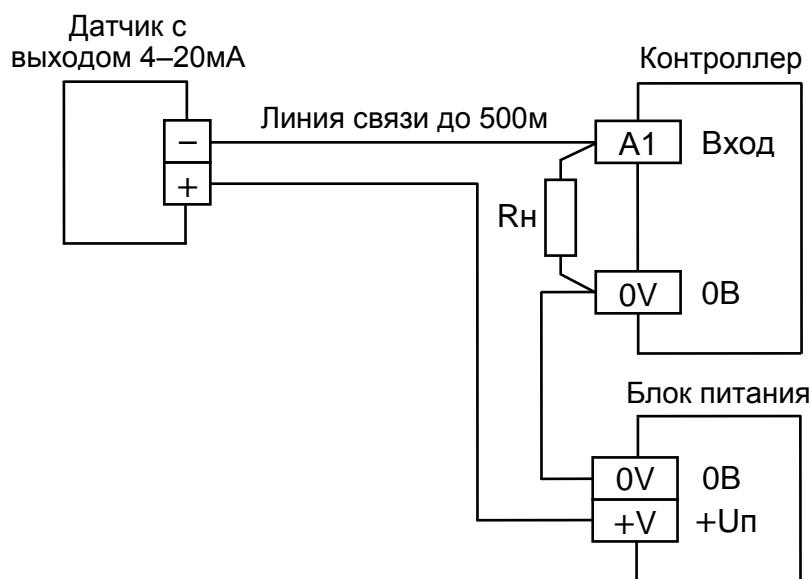 Датчик с
выходом 4–20мА
Контроллер
Линия связи до 500м
–
A1
Вход
+
Rн
0V
0В
Блок питания
0V
0В
+V
+Uп